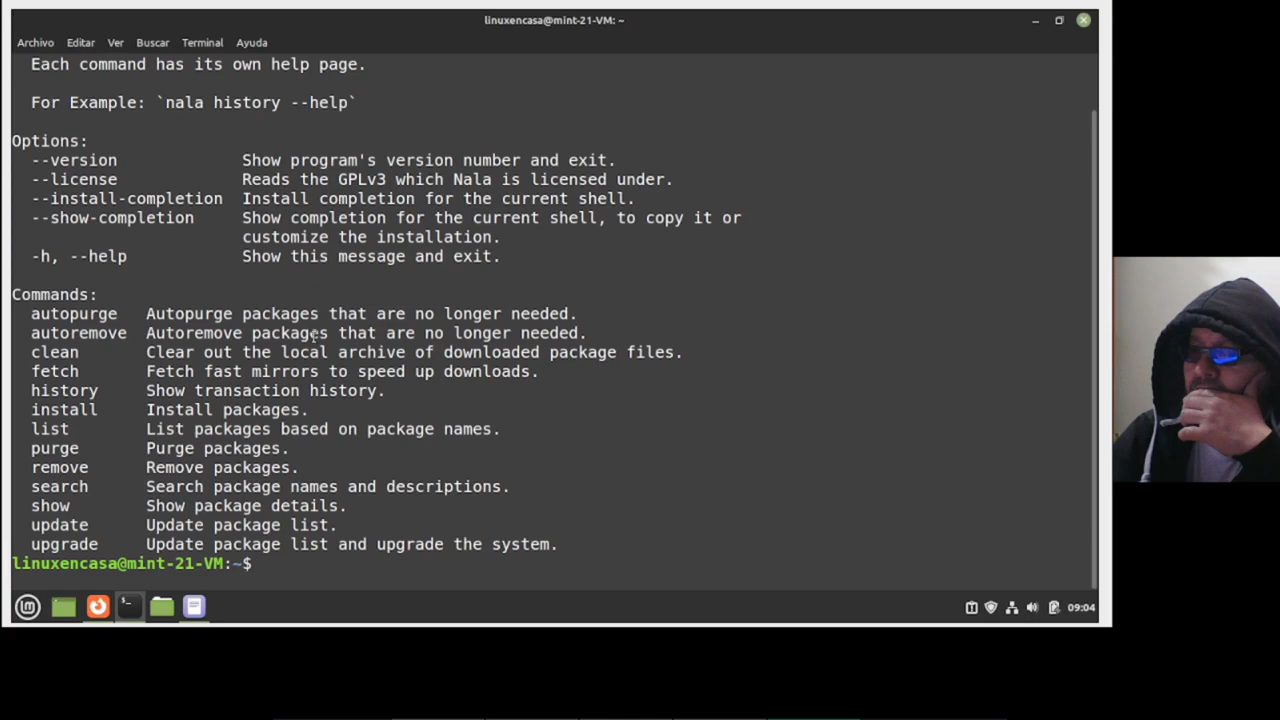 linuxencasa@mint-21-VM: ~
Archivo Editar Ver Buscar Terminal Ayuda
Each command has its own help page.
For Example: `nala history --help`
Options:
--version Show program's version number and exit.
--license Reads the GPLv3 which Nala is licensed under.
--install-completion Install completion for the current shell.
--show-completion Show completion for the current shell, to copy it or
customize the installation.
-h, --help Show this message and exit.
Commands:
autopurge Autopurge packages that are no longer needed.
autoremove Autoremove packages that are no longer needed.
clean Clear out the local archive of downloaded package files.
fetch Fetch fast mirrors to speed up downloads.
history Show transaction history.
install Install packages.
list List packages based on package names.
purge Purge packages.
remove Remove packages.
search Search package names and descriptions.
show Show package details.
update Update package list.
upgrade Update package list and upgrade the system.
linuxencasa@mint-21-VM:~$
09:04